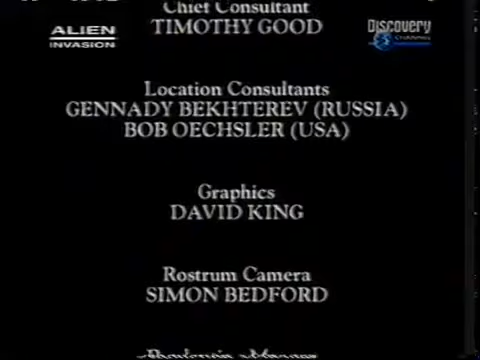 Chief Consultant
TIMOTHY GOOD
ALIEN
INVASION
Discovery
CHANNEL
Location Consultants
GENNADY BEKHTEREV (RUSSIA)
BOB OECHSLER (USA)
Graphics
DAVID KING
Rostrum Camera
SIMON BEDFORD